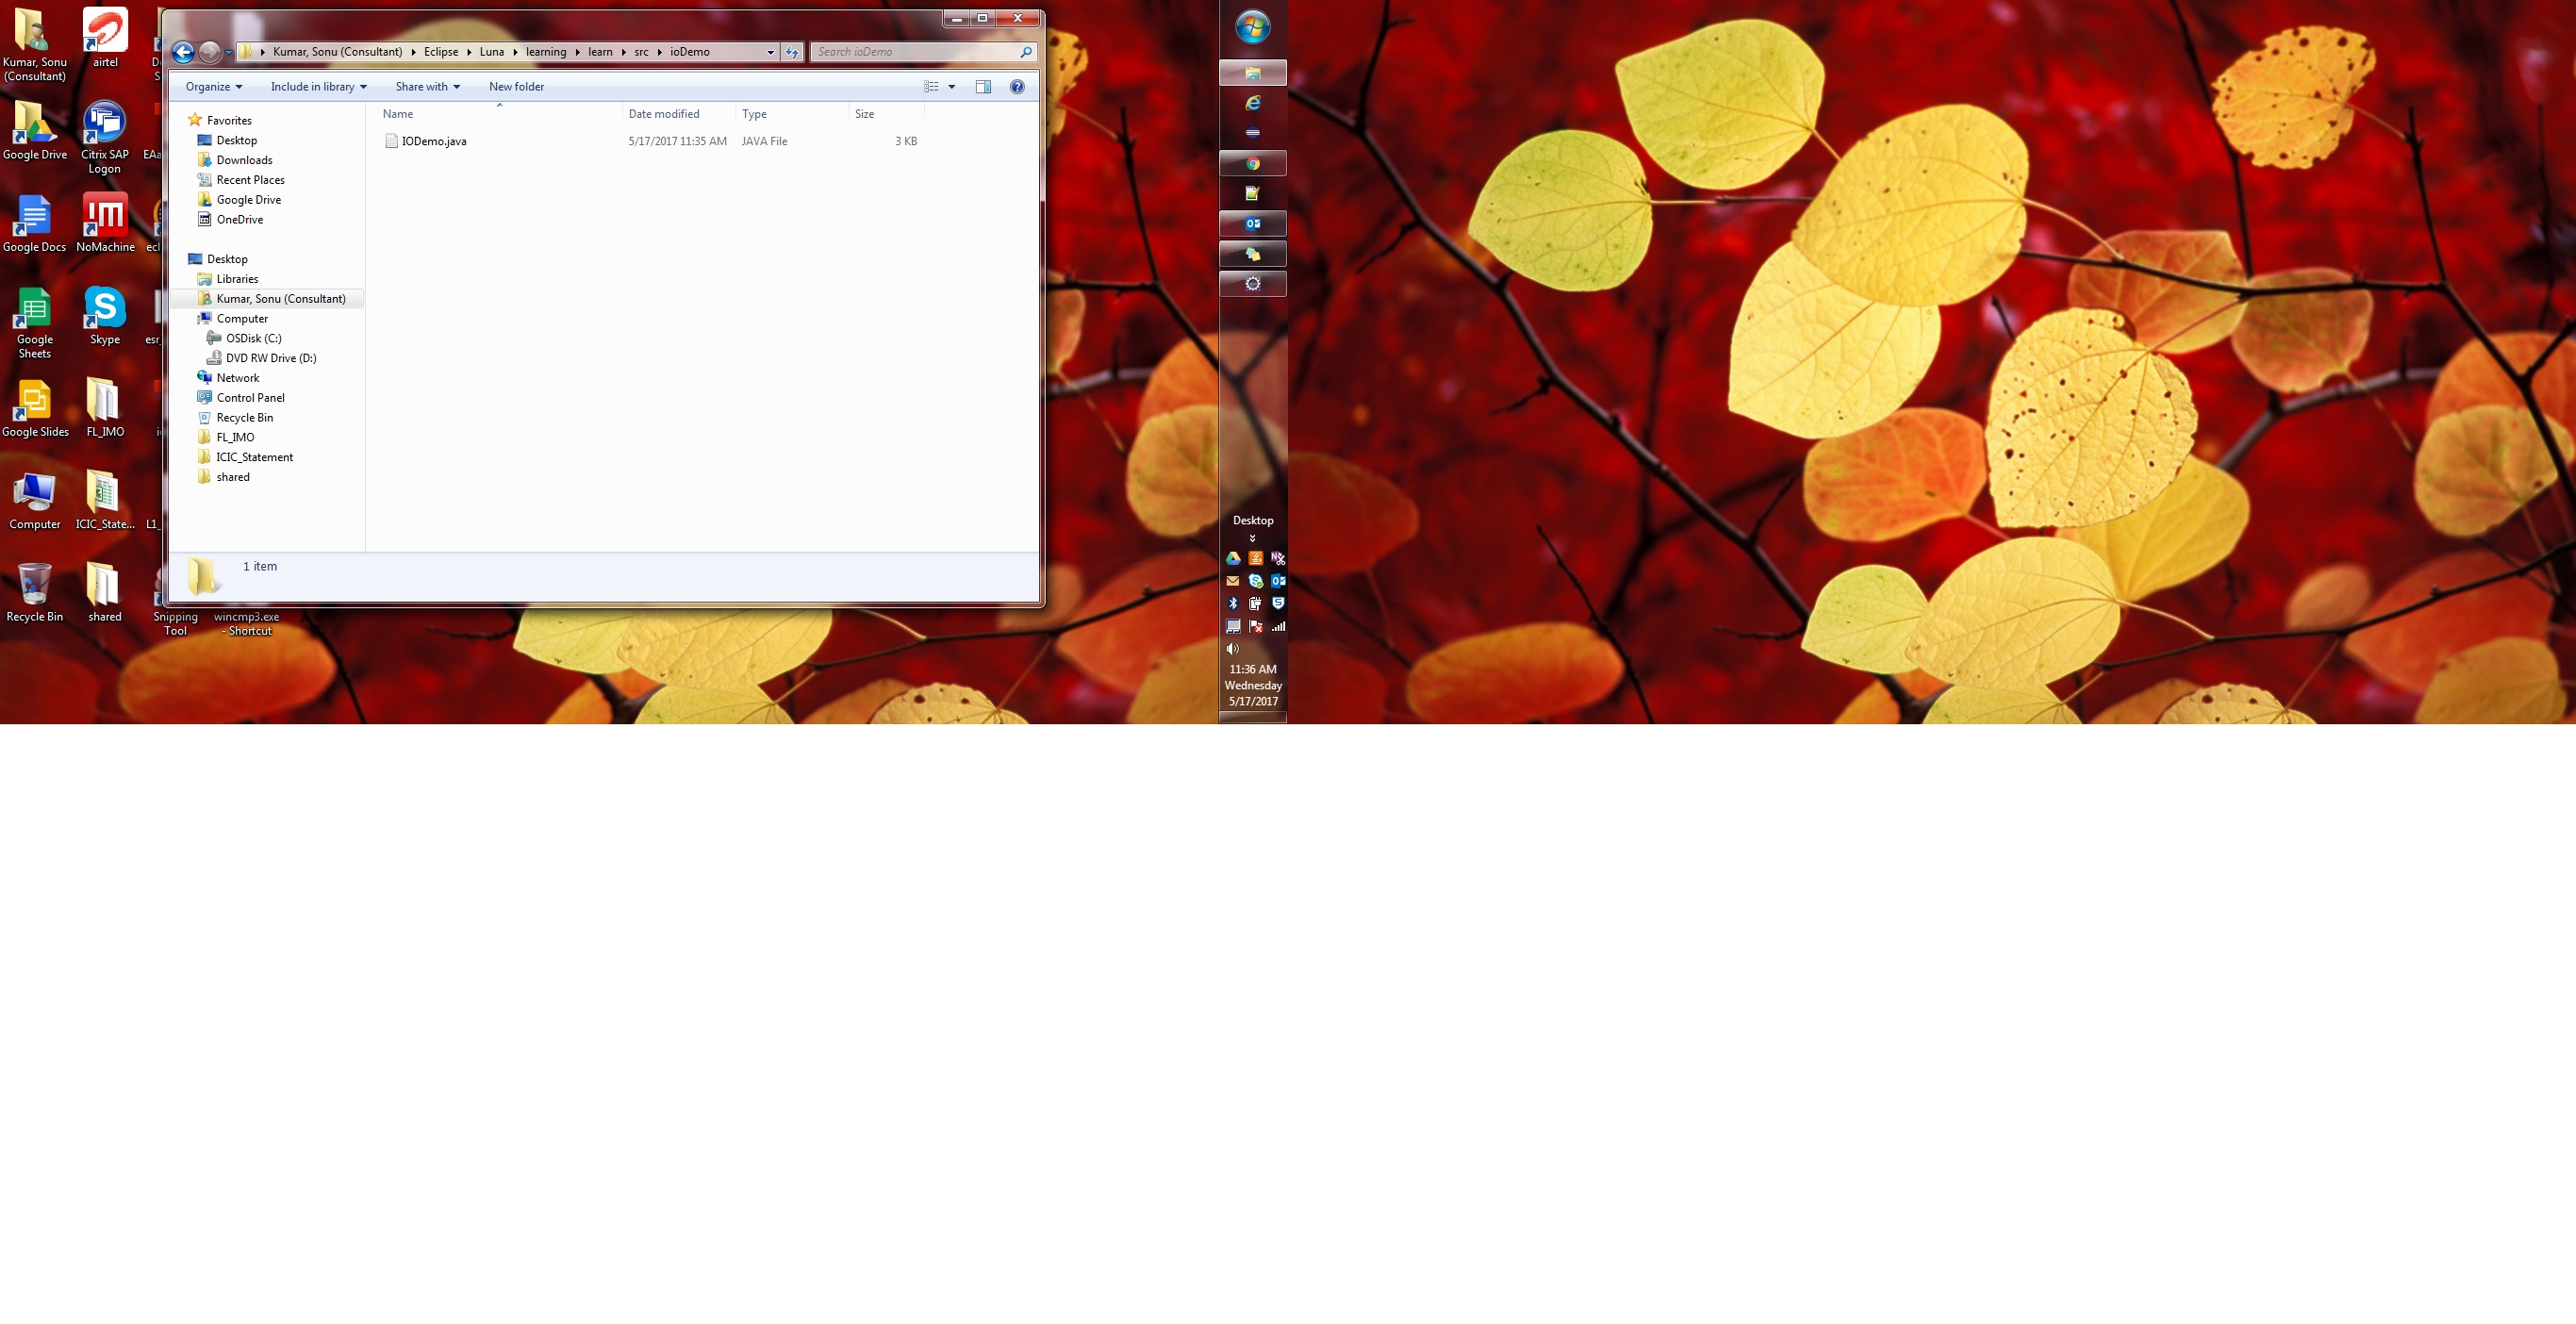 Kumar, Sonu
(Consultant)
airtel
Google Drive
Citrix SAP
Logon
Google Docs
NoMachine
Google
Sheets
Skype
Google Slides
FL_IMO
Computer
ICIC_State...
Recycle Bin
shared
Snipping
Tool
wincmp3.exe
- Shortcut
Kumar, Sonu (Consultant) Eclipse Luna learning learn src ioDemo
Search ioDemo
Organize Include in library Share with New folder
Favorites
Desktop
Downloads
Recent Places
Google Drive
OneDrive
Desktop
Libraries
Kumar, Sonu (Consultant)
Computer
OSDisk (C:)
DVD RW Drive (D:)
Network
Control Panel
Recycle Bin
FL_IMO
ICIC_Statement
shared
Name Date modified Type Size
IODemo.java 5/17/2017 11:35 AM JAVA File 3 KB
1 item
Desktop
11:36 AM
Wednesday
5/17/2017